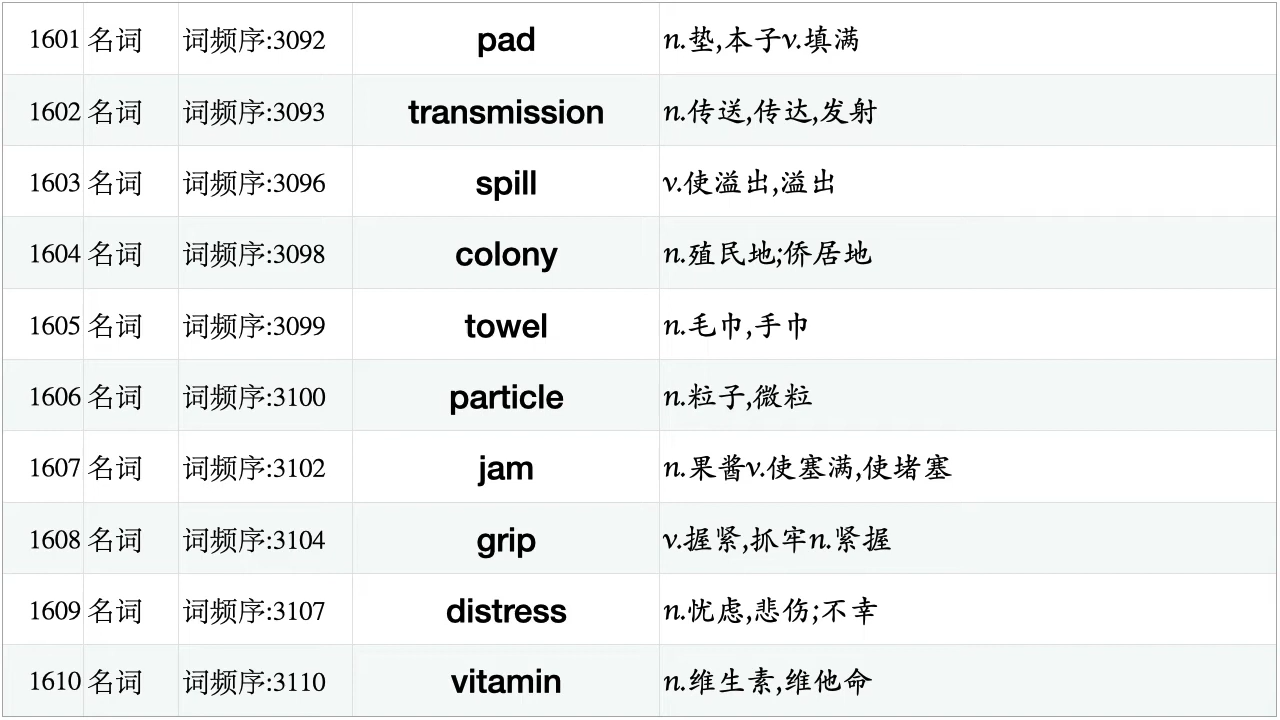 1601 名词 词频序:3092 pad n.垫,本子v.填满
1602 名词 词频序:3093 transmission n.传送,传达,发射
1603 名词 词频序:3096 spill v.使溢出,溢出
1604 名词 词频序:3098 colony n.殖民地;侨居地
1605 名词 词频序:3099 towel n.毛巾,手巾
1606 名词 词频序:3100 particle n.粒子,微粒
1607 名词 词频序:3102 jam n.果酱v.使塞满,使堵塞
1608 名词 词频序:3104 grip v.握紧,抓牢n.紧握
1609 名词 词频序:3107 distress n.忧虑,悲伤;不幸
1610 名词 词频序:3110 vitamin n.维生素,维他命